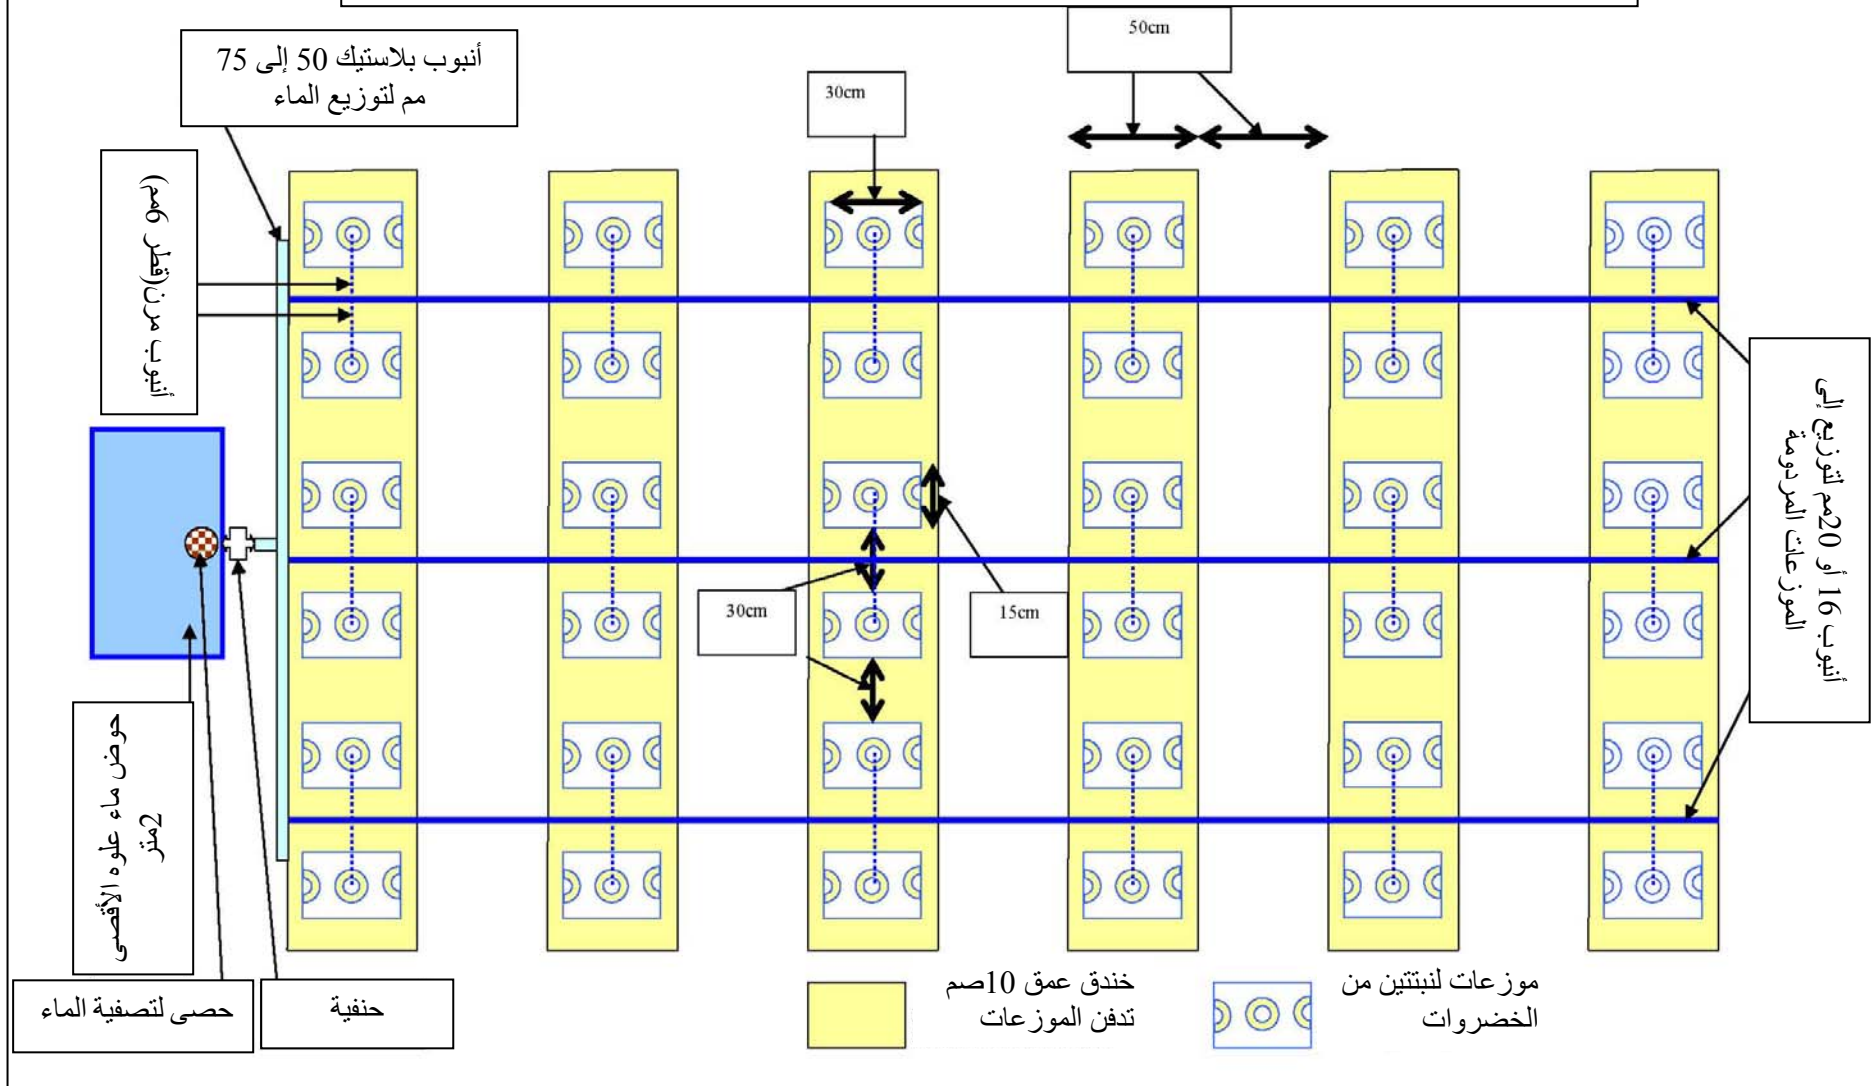 50cm
أنبوب بلاستيك 50 إلى 75
مم لتوزيع الماء
30cm
أنبوب مرن(قطر 6مم)
أنبوب 16 أو 20مم لتوزيع إلى
الموزعات المردومة
30cm
15cm
حوض ماء علوه الأقصى
2متر
حصى لتصفية الماء
حنفية
خندق عمق 10صم
تدفن الموزعات
موزعات لنبتتين من
الخضروات